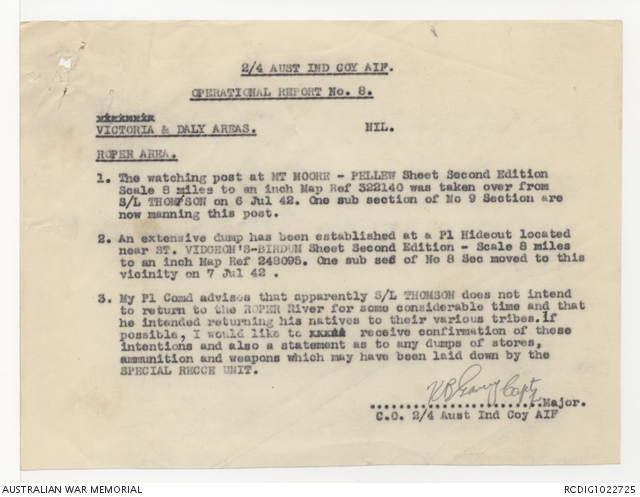 2/4 AUST IND COY AIF.
OPERATIONAL REPORT No. 8.
VICTORIA & DALY AREAS. NIL.
ROPER AREA.
1. The watching post at MT MOORE - PELLEW Sheet Second Edition
Scale 8 miles to an inch Map Ref 322140 was taken over from
S/L THOMSON on 6 Jul 42. One sub section of No 9 Section are
now manning this post.
2. An extensive dump has been established at a Pl Hideout located
near ST. VIDGEON'S-BIRDUM Sheet Second Edition - Scale 8 miles
to an inch Map Ref 248095. One sub sec of No 8 Sec moved to this
vicinity on 7 Jul 42 .
3. My Pl Comd advises that apparently S/L THOMSON does not intend
to return to the ROPER River for some considerable time and that
he intended returning his natives to their various tribes.If
possible, I would like to xxxxx receive confirmation of these
intentions and also a statement as to any dumps of stores,
ammunition and weapons which may have been laid down by the
SPECIAL RECCE UNIT.
Capt
..........................Major.
C.O. 2/4 Aust Ind Coy AIF
AUSTRALIAN WAR MEMORIAL RCDIG1022725